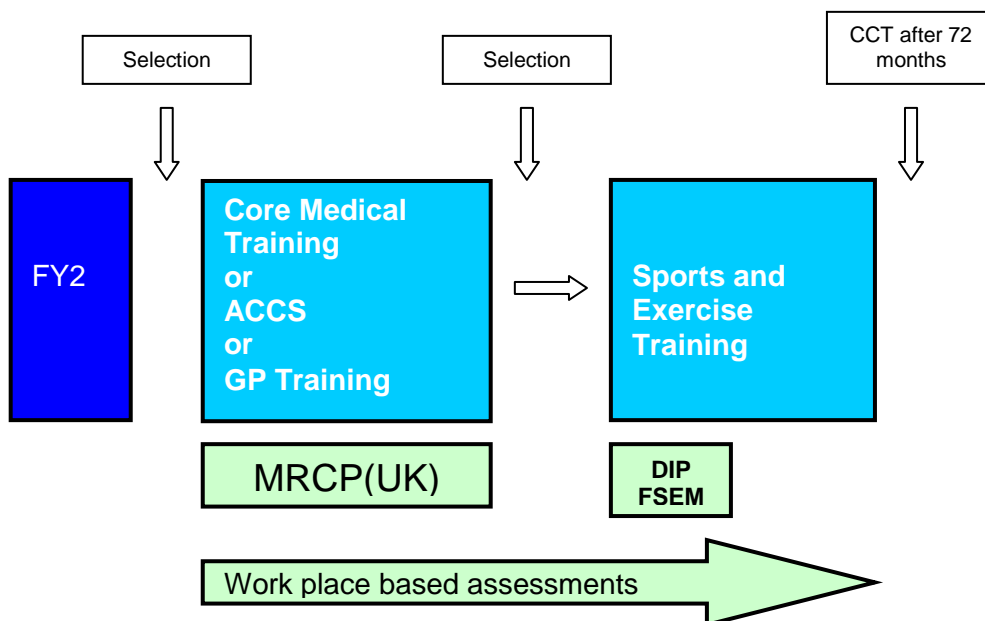 Selection
Selection
CCT after 72
months
FY2
Core Medical
Training
or
ACCS
or
GP Training
Sports and
Exercise
Training
MRCP(UK)
DIP
FSEM
Work place based assessments